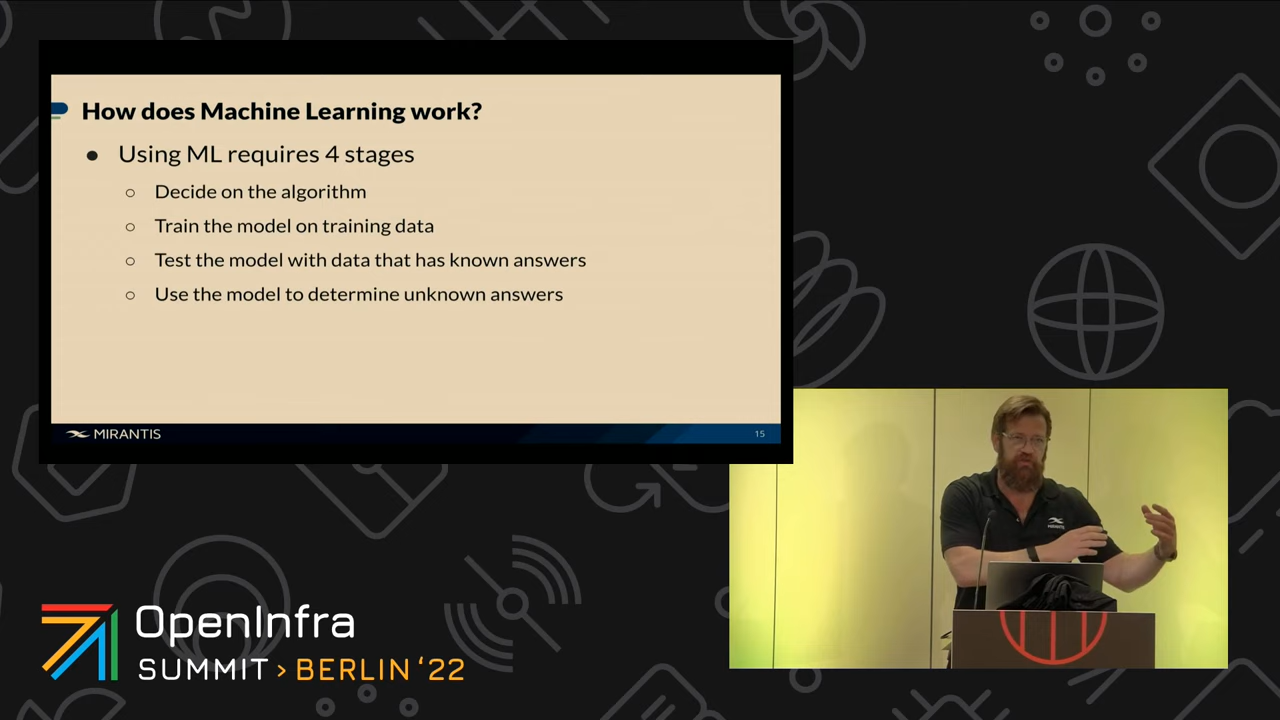 How does Machine Learning work?
● Using ML requires 4 stages
○ Decide on the algorithm
○ Train the model on training data
○ Test the model with data that has known answers
○ Use the model to determine unknown answers
MIRANTIS
15
MIRANTIS
OpenInfra
SUMMIT > BERLIN ‘22